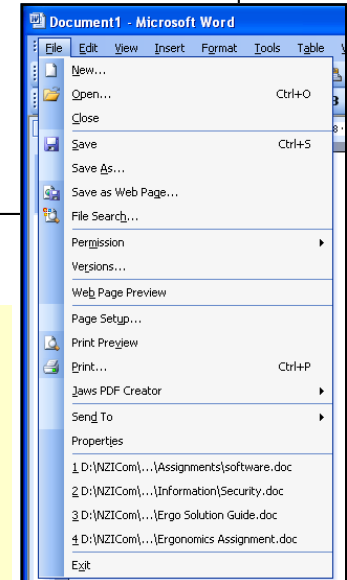 Document1 - Microsoft Word
File Edit View Insert Format Tools Table
New...
Open... Ctrl+O
Close
Save Ctrl+S
Save As...
Save as Web Page...
File Search...
Permission
Versions...
Web Page Preview
Page Setup...
Print Preview
Print... Ctrl+P
Jaws PDF Creator
Send To
Properties
1 D:\NZICom\...\Assignments\software.doc
2 D:\NZICom\...\Information\Security.doc
3 D:\NZICom\...\Ergo Solution Guide.doc
4 D:\NZICom\...\Ergonomics Assignment.doc
Exit